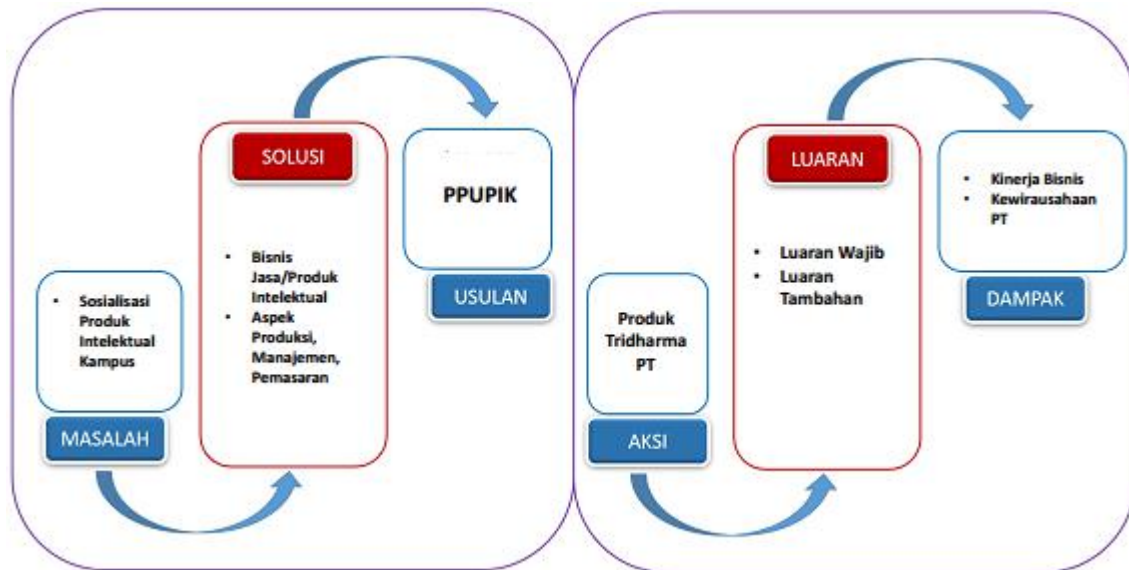 MASALAH
• Sosialisasi
Produk
Intelektual
Kampus
SOLUSI
• Bisnis
Jasa/Produk
Intelektual
• Aspek
Produksi,
Manajemen,
Pemasaran
PPUPIK
USULAN
Produk
Tridharma
PT
AKSI
LUARAN
• Luaran Wajib
• Luaran
Tambahan
• Kinerja Bisnis
• Kewirausahaan
PT
DAMPAK